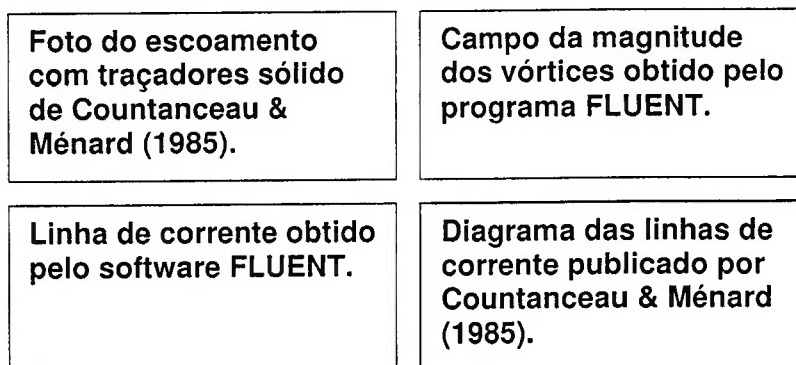 Foto do escoamento
com traçadores sólido
de Countanceau &
Ménard (1985).
Campo da magnitude
dos vórtices obtido pelo
programa FLUENT.
Linha de corrente obtido
pelo software FLUENT.
Diagrama das linhas de
corrente publicado por
Countanceau & Ménard
(1985).